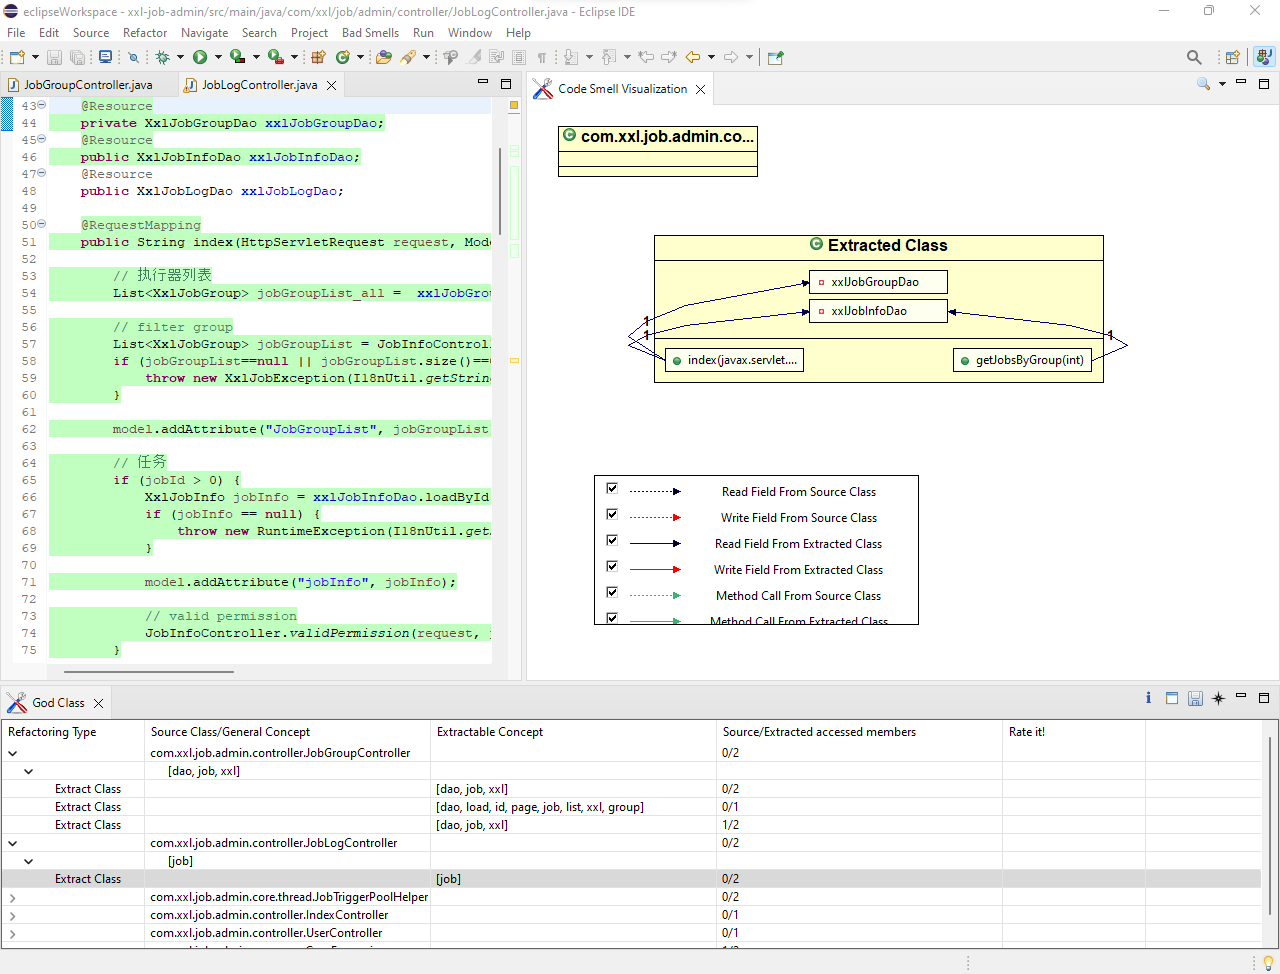 eclipseWorkspace - xxl-job-admin/src/main/java/com/xxl/job/admin/controller/JobLogController.java - Eclipse IDE
File Edit Source Refactor Navigate Search Project Bad Smells Run Window Help
JobGroupController.java JobLogController.java
43 @Resource
44 private XxlJobGroupDao xxlJobGroupDao;
45 @Resource
46 public XxlJobInfoDao xxlJobInfoDao;
47 @Resource
48 public XxlJobLogDao xxlJobLogDao;
49
50 @RequestMapping
51 public String index(HttpServletRequest request, Mode
52
53 // 执行器列表
54 List<XxlJobGroup> jobGroupList_all = xxlJobGrou
55
56 // filter group
57 List<XxlJobGroup> jobGroupList = JobInfoControll
58 if (jobGroupList==null || jobGroupList.size()==0
59 throw new XxlJobException(I18nUtil.getString
60 }
61
62 model.addAttribute("JobGroupList", jobGroupList
63
64 // 任务
65 if (jobId > 0) {
66 XxlJobInfo jobInfo = xxlJobInfoDao.loadById
67 if (jobInfo == null) {
68 throw new RuntimeException(I18nUtil.get
69 }
70
71 model.addAttribute("jobInfo", jobInfo);
72
73 // valid permission
74 JobInfoController.validPermission(request,
75 }
Code Smell Visualization
com.xxl.job.admin.co...
Extracted Class
xxlJobGroupDao
xxlJobInfoDao
1
1
1
index(javax.servlet....
getJobsByGroup(int)
Read Field From Source Class
Write Field From Source Class
Read Field From Extracted Class
Write Field From Extracted Class
Method Call From Source Class
Method Call From Extracted Class
God Class
Refactoring Type Source Class/General Concept Extractable Concept Source/Extracted accessed members Rate it!
com.xxl.job.admin.controller.JobGroupController 0/2
[dao, job, xxl]
Extract Class [dao, job, xxl] 0/2
Extract Class [dao, load, id, page, job, list, xxl, group] 0/1
Extract Class [dao, job, xxl] 1/2
com.xxl.job.admin.controller.JobLogController 0/2
[job]
Extract Class [job] 0/2
com.xxl.job.admin.core.thread.JobTriggerPoolHelper 0/2
com.xxl.job.admin.controller.IndexController 0/1
com.xxl.job.admin.controller.UserController 0/1